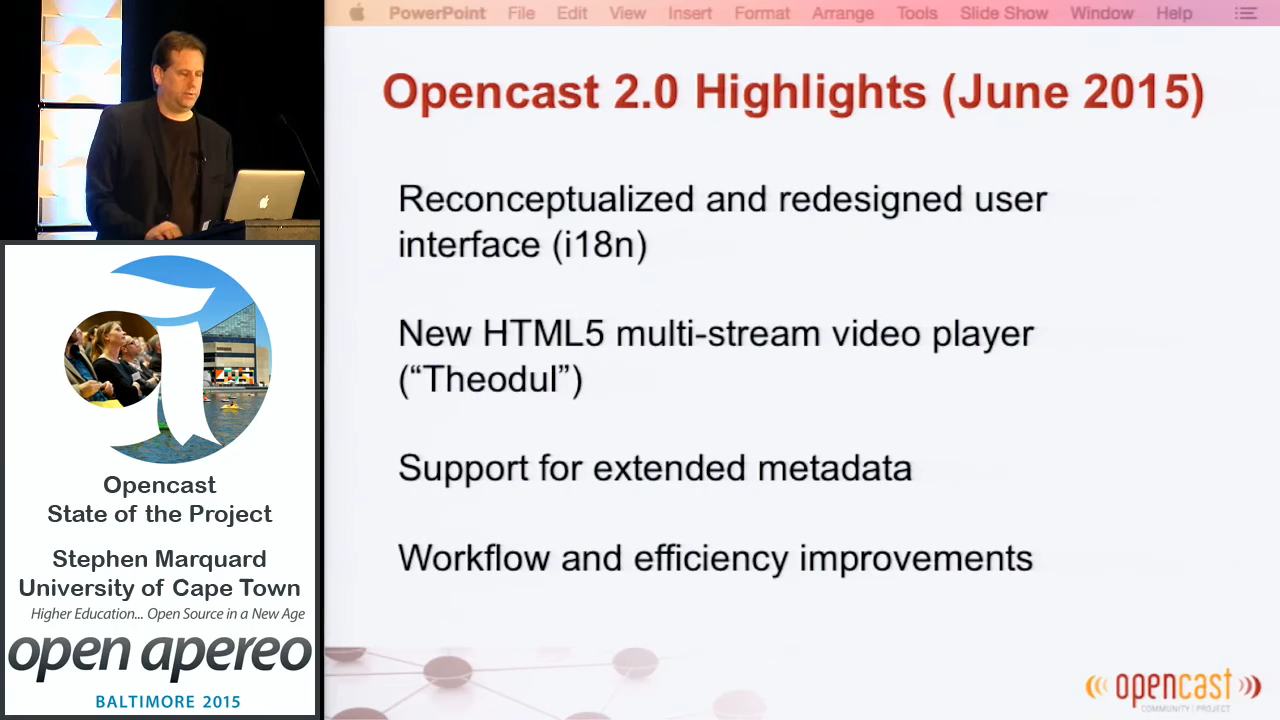 PowerPoint File Edit View Insert Format Arrange Tools Slide Show Window Help
Opencast 2.0 Highlights (June 2015)
Reconceptualized and redesigned user
interface (i18n)
New HTML5 multi-stream video player
(“Theodul”)
Support for extended metadata
Workflow and efficiency improvements
opencast
COMMUNITY | PROJECT
Opencast
State of the Project
Stephen Marquard
University of Cape Town
Higher Education... Open Source in a New Age
open apereo
BALTIMORE 2015